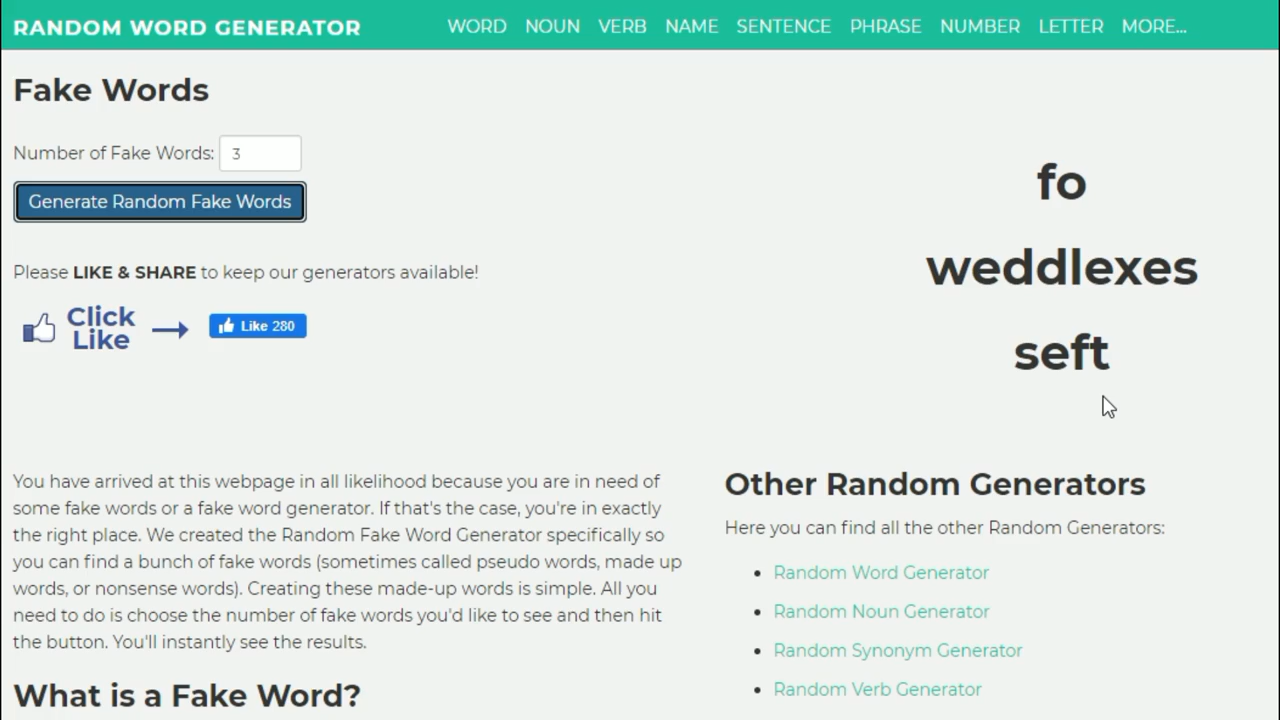 RANDOM WORD GENERATOR
WORD NOUN VERB NAME SENTENCE PHRASE NUMBER LETTER MORE...
Fake Words
Number of Fake Words: 3
Generate Random Fake Words
Please LIKE & SHARE to keep our generators available!
Click
Like
Like 280
fo
weddlexes
seft
You have arrived at this webpage in all likelihood because you are in need of
some fake words or a fake word generator. If that's the case, you're in exactly
the right place. We created the Random Fake Word Generator specifically so
you can find a bunch of fake words (sometimes called pseudo words, made up
words, or nonsense words). Creating these made-up words is simple. All you
need to do is choose the number of fake words you'd like to see and then hit
the button. You'll instantly see the results.
What is a Fake Word?
Other Random Generators
Here you can find all the other Random Generators:
Random Word Generator
Random Noun Generator
Random Synonym Generator
Random Verb Generator